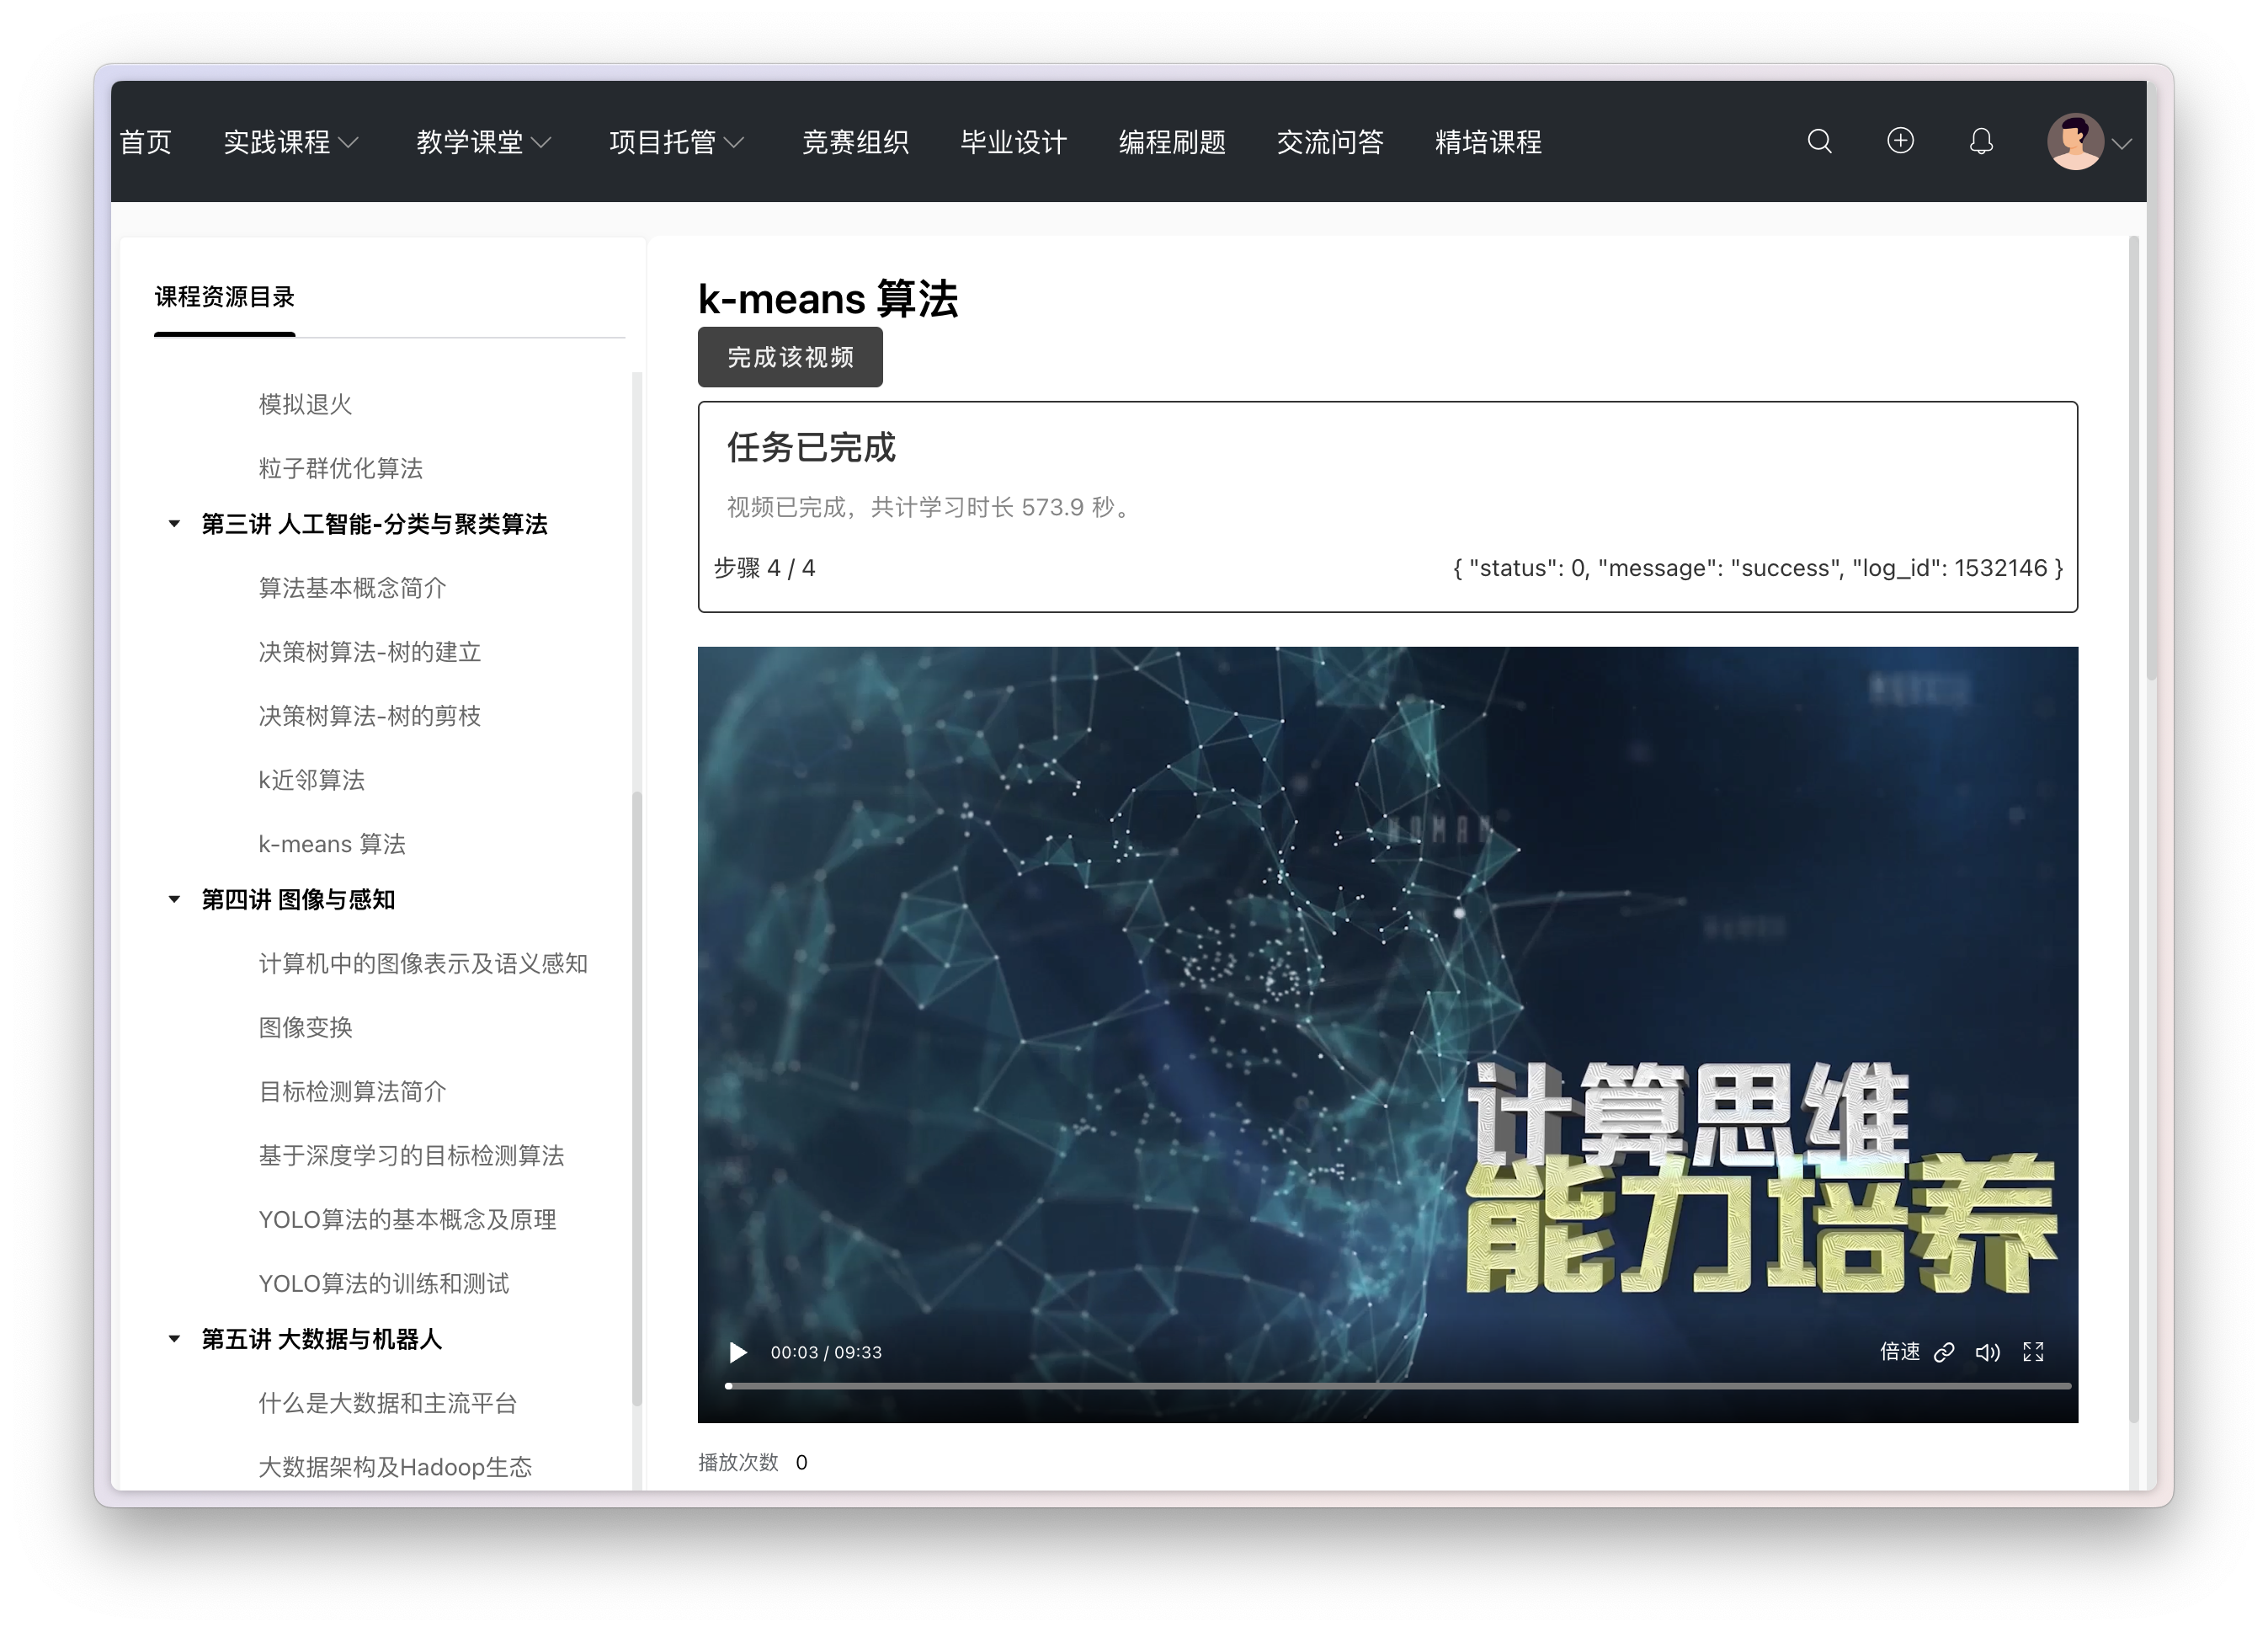 首页 实践课程 教学课堂 项目托管 竞赛组织 毕业设计 编程刷题 交流问答 精培课程
课程资源目录
模拟退火
粒子群优化算法
第三讲 人工智能-分类与聚类算法
算法基本概念简介
决策树算法-树的建立
决策树算法-树的剪枝
k近邻算法
k-means 算法
第四讲 图像与感知
计算机中的图像表示及语义感知
图像变换
目标检测算法简介
基于深度学习的目标检测算法
YOLO算法的基本概念及原理
YOLO算法的训练和测试
第五讲 大数据与机器人
什么是大数据和主流平台
大数据架构及Hadoop生态
k-means 算法
完成该视频
任务已完成
视频已完成，共计学习时长 573.9 秒。
步骤 4 / 4
{ "status": 0, "message": "success", "log_id": 1532146 }
计算思维
能力培养
00:03 / 09:33
倍速
播放次数 0